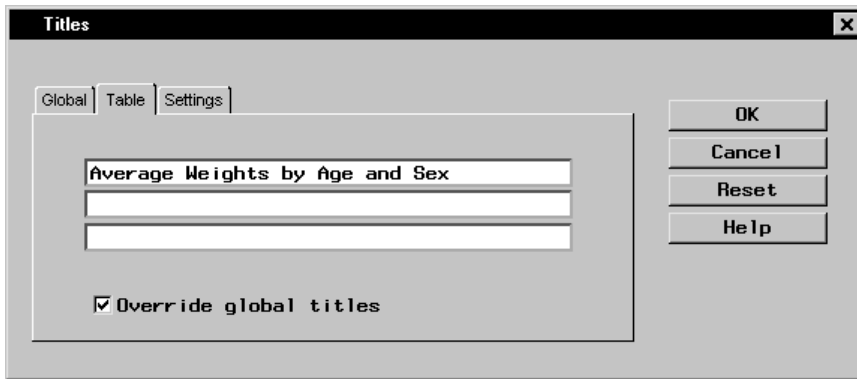 Titles
Global Table Settings
OK
Cancel
Reset
Help
Average Weights by Age and Sex
Override global titles